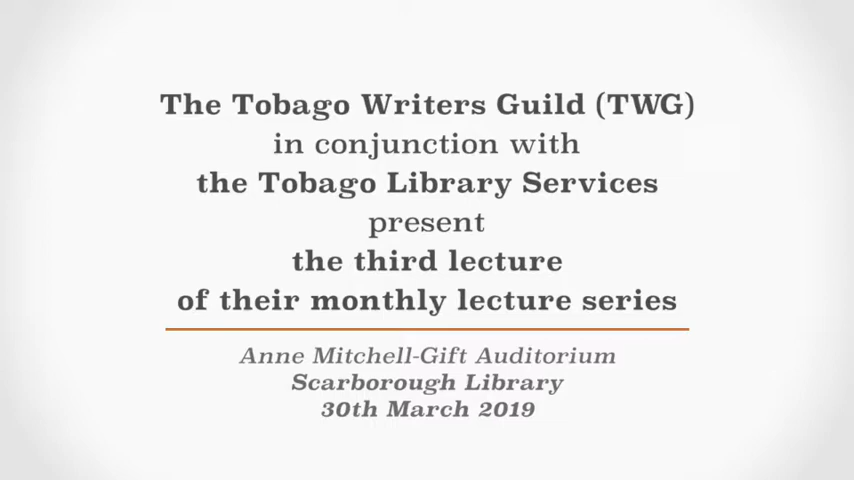 The Tobago Writers Guild (TWG)
in conjunction with
the Tobago Library Services
present
the third lecture
of their monthly lecture series
Anne Mitchell-Gift Auditorium
Scarborough Library
30th March 2019